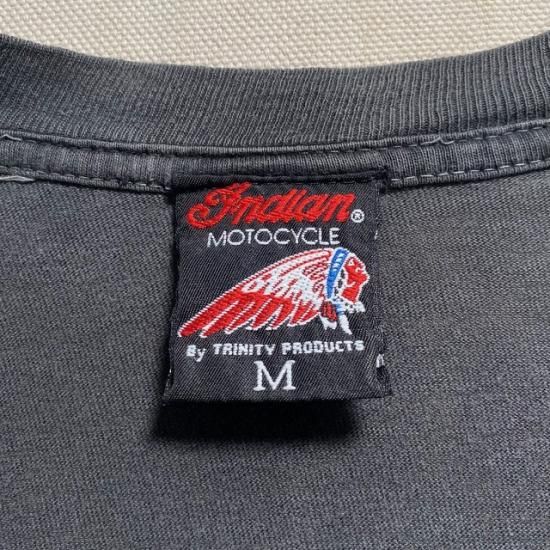 Indian®
MOTOCYCLE
By TRINITY PRODUCTS
M